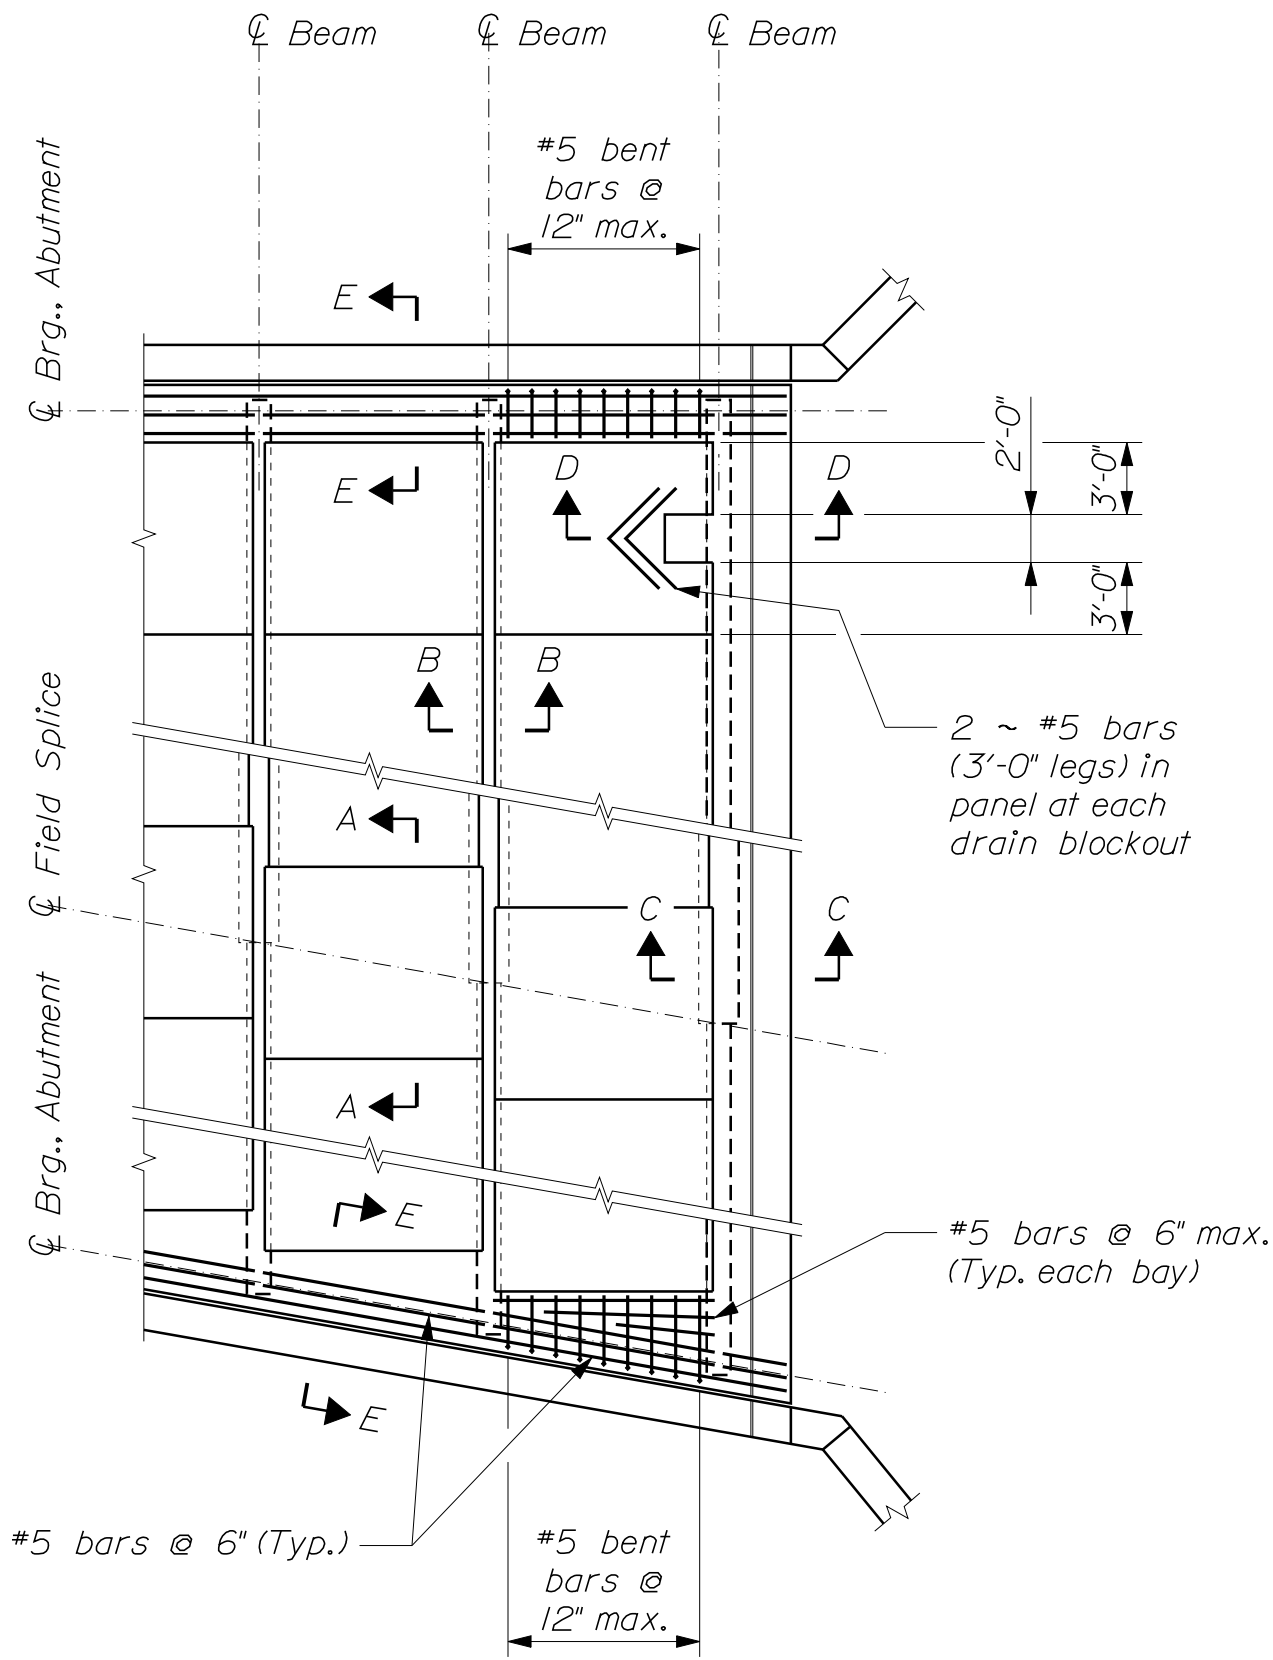 ℄ Beam
℄ Beam
℄ Beam
#5 bent
bars @
12" max.
℄ Brg., Abutment
E
E
D
D
2'-0"
3'-0"
3'-0"
B
B
2 ~ #5 bars
(3'-0" legs) in
panel at each
drain blockout
℄ Field Splice
A
C
C
℄ Brg., Abutment
A
E
#5 bars @ 6" max.
(Typ. each bay)
E
#5 bars @ 6" (Typ.)
#5 bent
bars @
12" max.